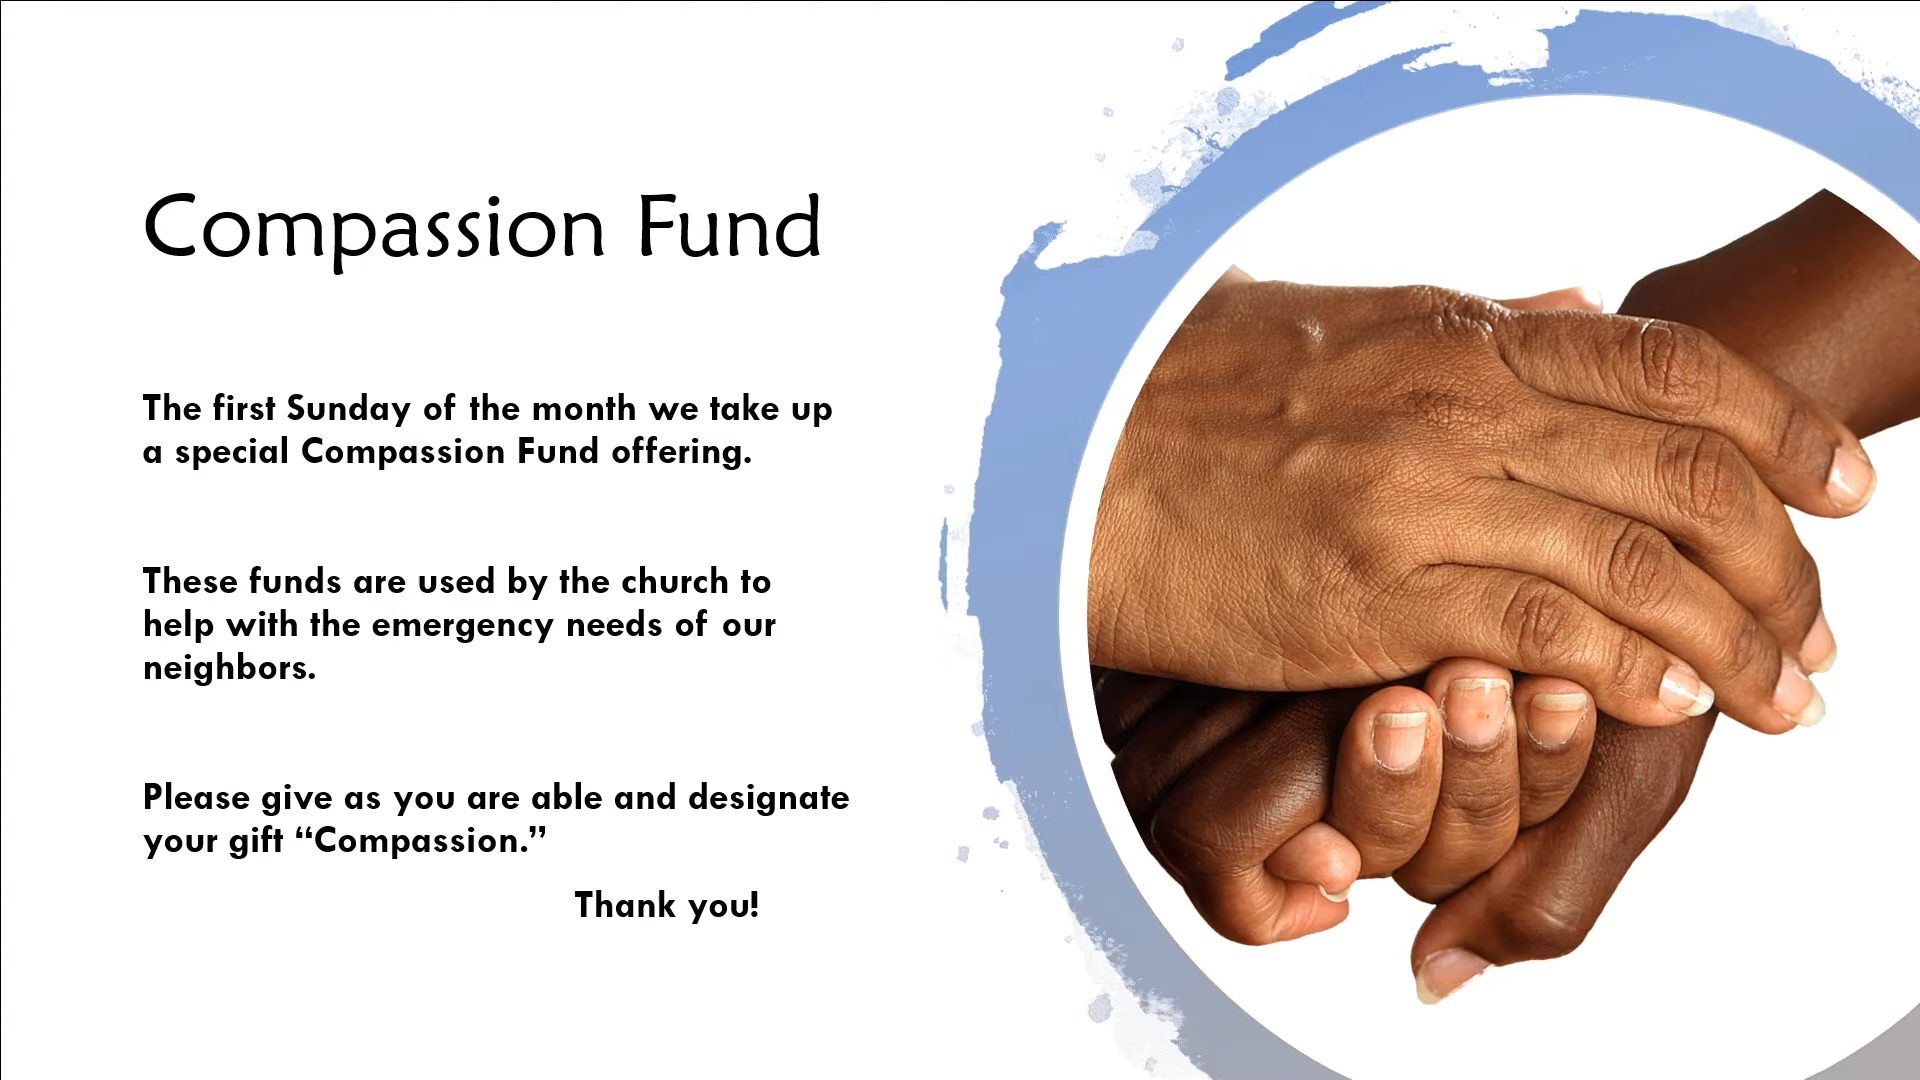 Compassion Fund
The first Sunday of the month we take up
a special Compassion Fund offering.
These funds are used by the church to
help with the emergency needs of our
neighbors.
Please give as you are able and designate
your gift “Compassion.”
Thank you!